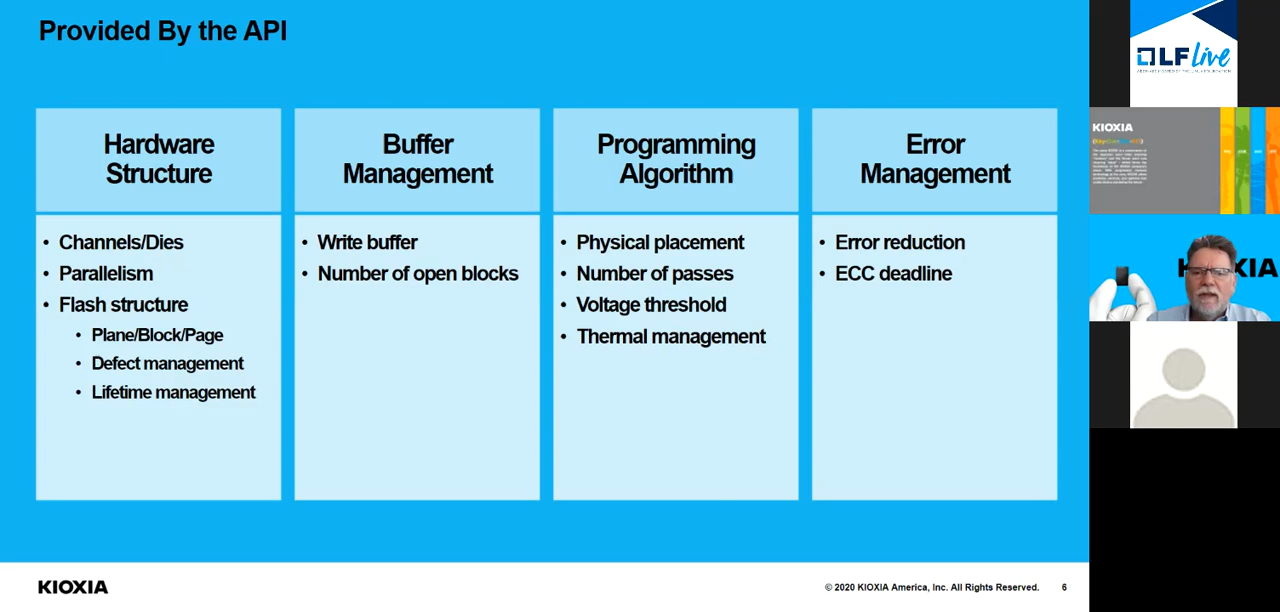 Provided By the API
Hardware
Structure
• Channels/Dies
• Parallelism
• Flash structure
• Plane/Block/Page
• Defect management
• Lifetime management
Buffer
Management
• Write buffer
• Number of open blocks
Programming
Algorithm
• Physical placement
• Number of passes
• Voltage threshold
• Thermal management
Error
Management
• Error reduction
• ECC deadline
KIOXIA
© 2020 KIOXIA America, Inc. All Rights Reserved.
6
LF Live
KIOXIA